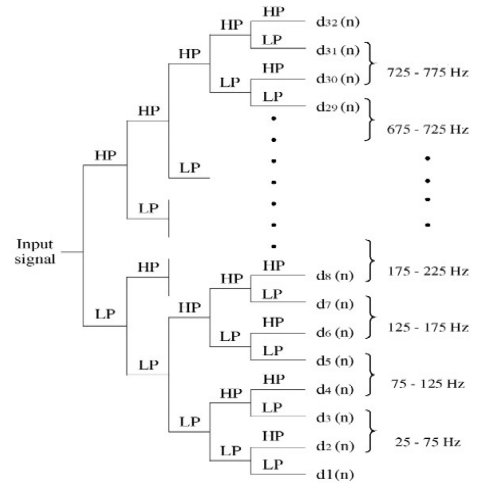 HP
d32 (n)
HP
LP
d31 (n)
HP
HP
d30 (n)
725 - 775 Hz
LP
LP
d29 (n)
HP
675 - 725 Hz
HP
LP
LP
Input
signal
HP
HP
HP
d8 (n)
175 - 225 Hz
LP
d7 (n)
HP
LP
HP
d6 (n)
125 - 175 Hz
LP
LP
d5 (n)
LP
HP
HP
d4 (n)
75 - 125 Hz
LP
d3 (n)
LP
HP
d2 (n)
25 - 75 Hz
LP
LP
d1(n)